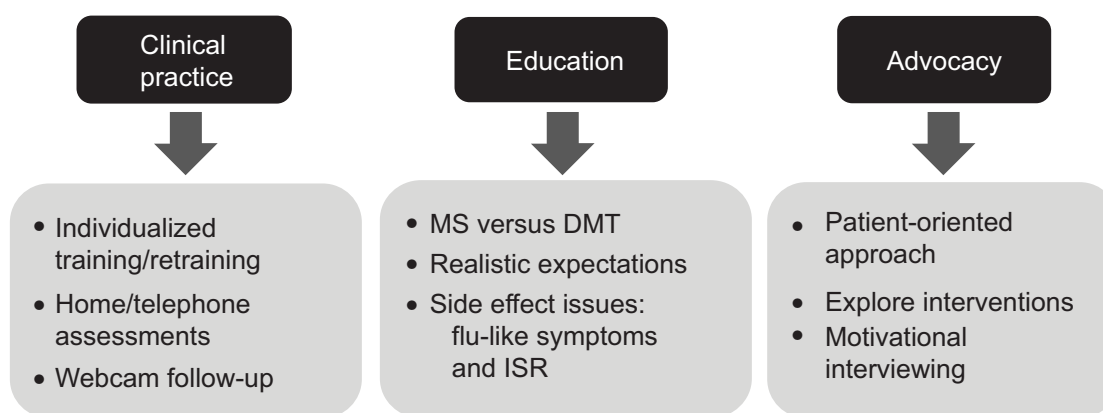 Clinical
practice
• Individualized
training/retraining
• Home/telephone
assessments
• Webcam follow-up
Education
• MS versus DMT
• Realistic expectations
• Side effect issues:
flu-like symptoms
and ISR
Advocacy
• Patient-oriented
approach
• Explore interventions
• Motivational
interviewing